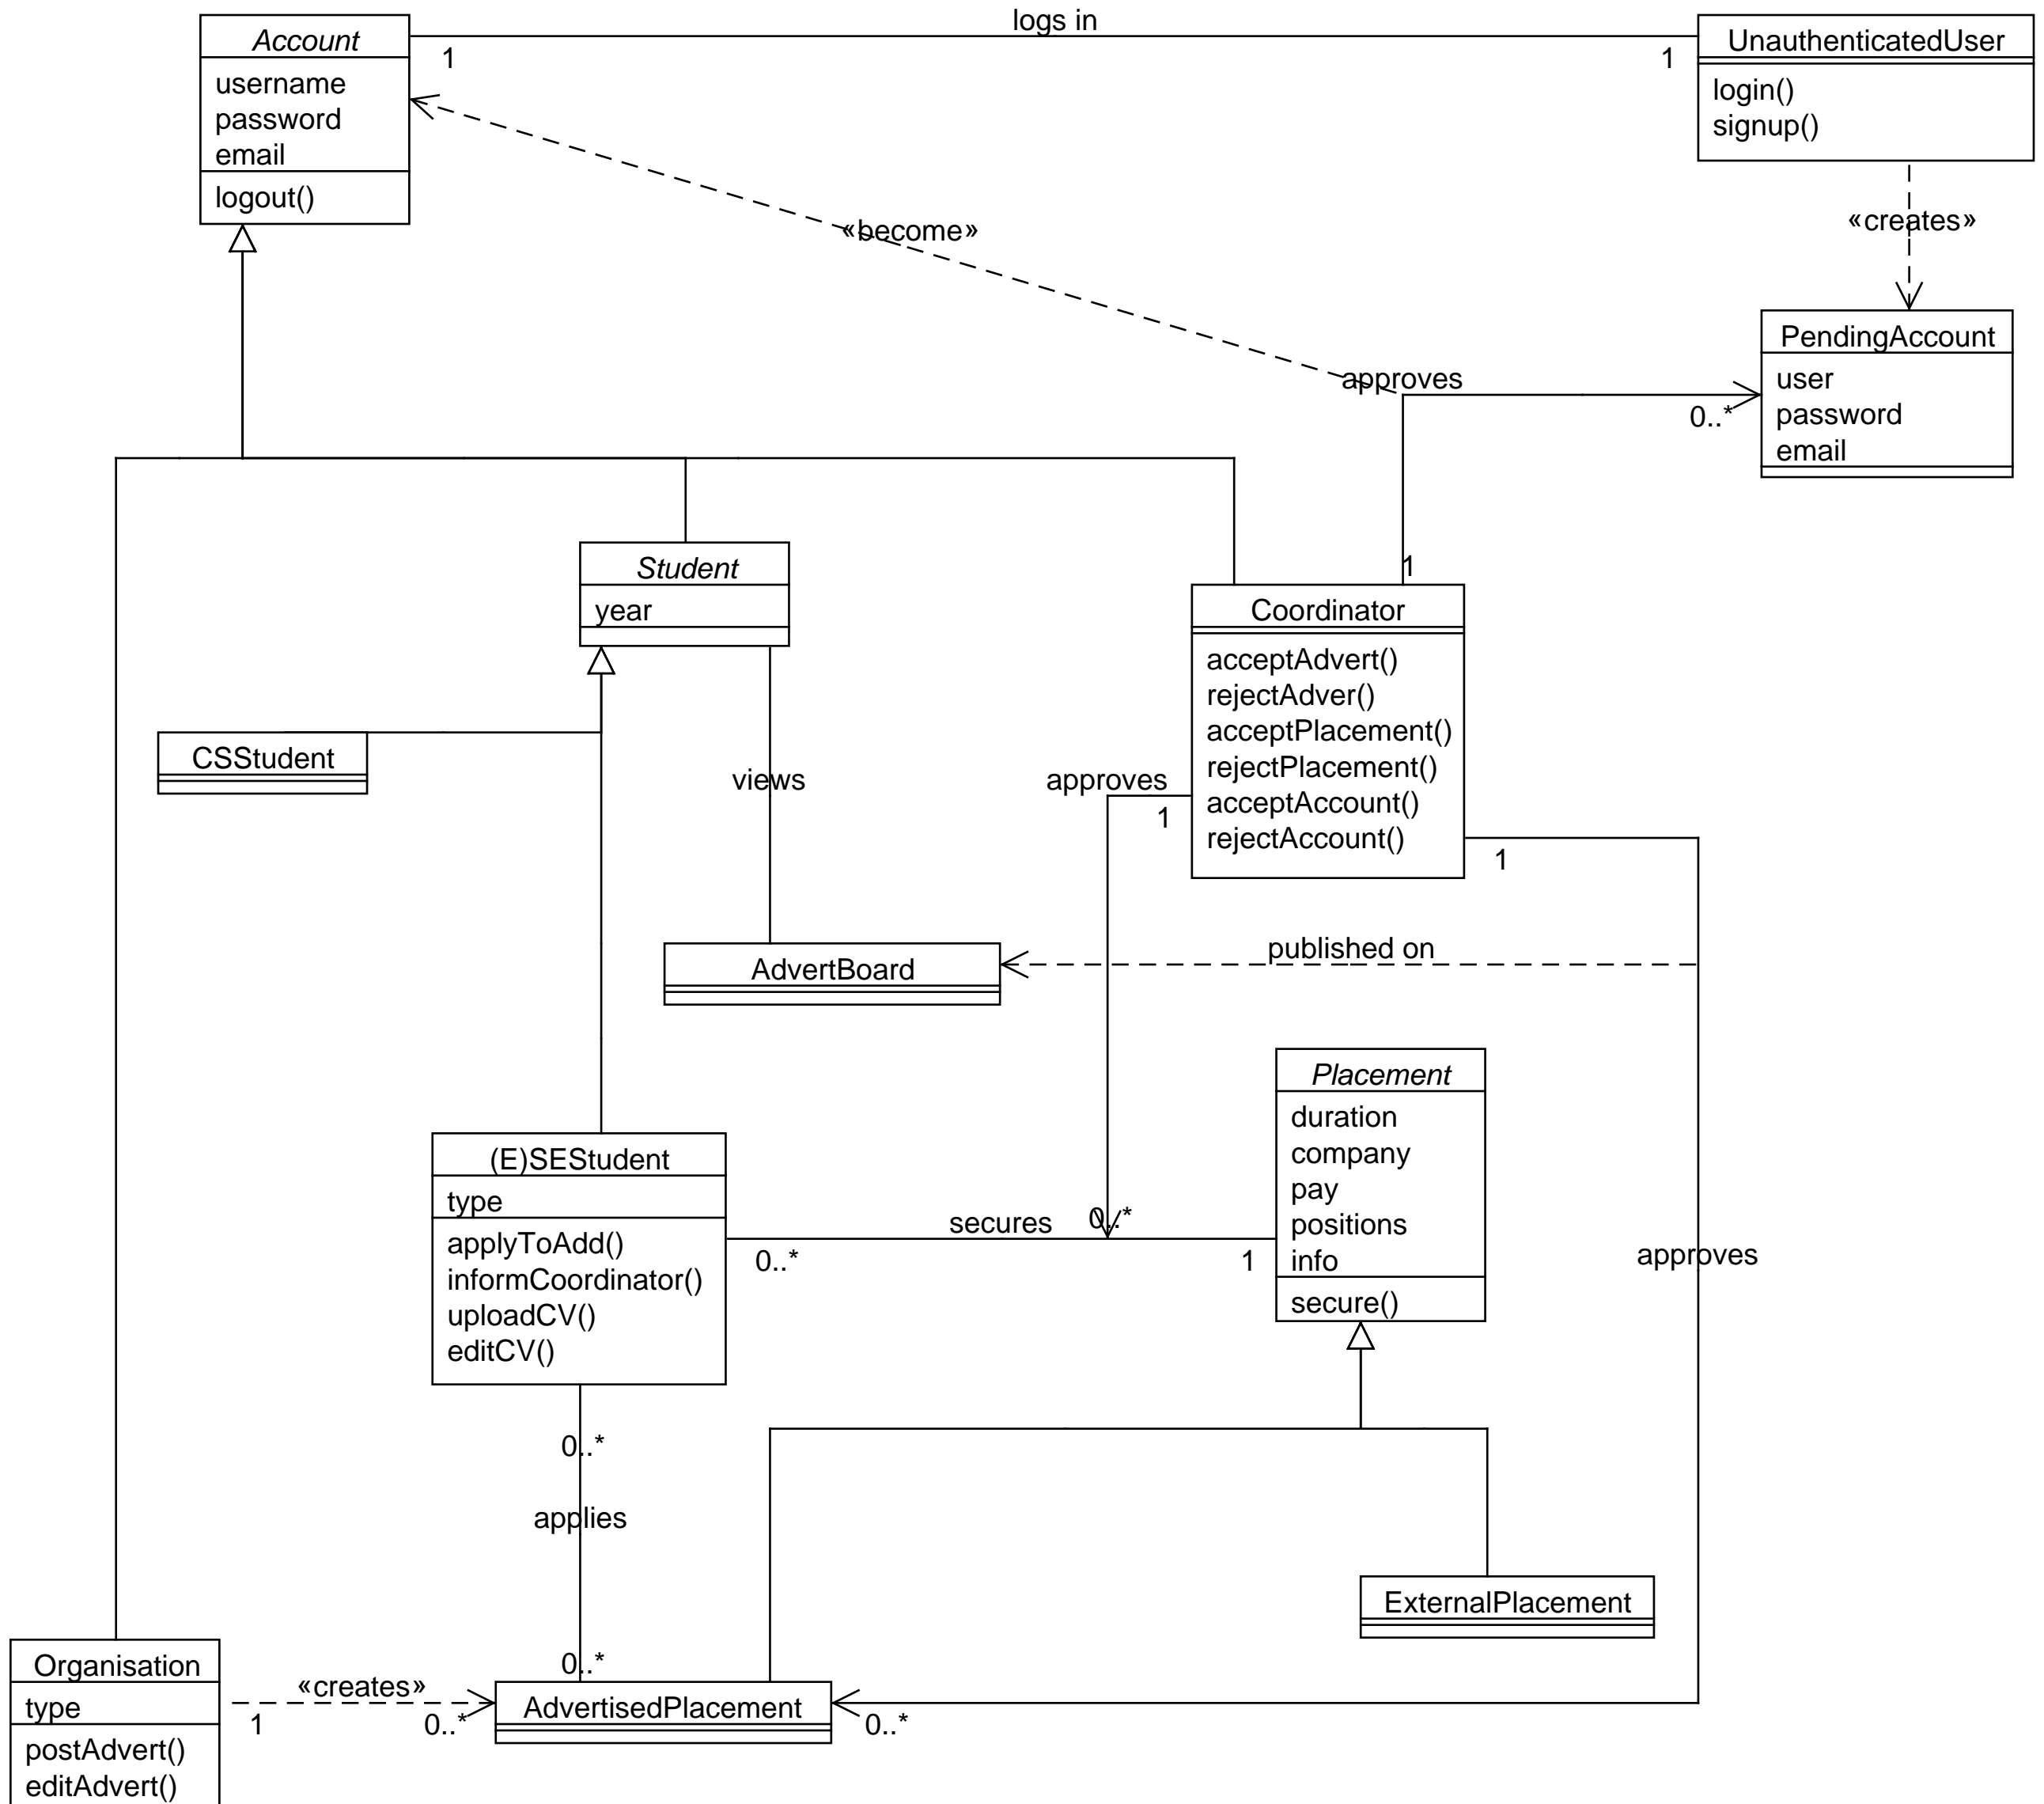 logs in
Account
1
1
UnauthenticatedUser
username
password
email
logout()
login()
signup()
«become»
«creates»
approves
0..*
1
PendingAccount
user
password
email
Student
year
Coordinator
acceptAdvert()
rejectAdver()
acceptPlacement()
rejectPlacement()
acceptAccount()
rejectAccount()
CSStudent
views
approves
1
1
AdvertBoard
published on
(E)SEStudent
type
applyToAdd()
informCoordinator()
uploadCV()
editCV()
secures
0..*
0..*
1
Placement
duration
company
pay
positions
info
secure()
approves
0..*
applies
0..*
ExternalPlacement
Organisation
type
postAdvert()
editAdvert()
«creates»
1
0..*
AdvertisedPlacement
0..*